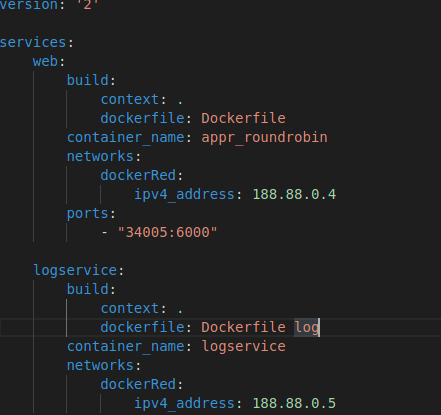 version: '2'
services:
web:
build:
context: .
dockerfile: Dockerfile
container_name: appr_roundrobin
networks:
dockerRed:
ipv4_address: 188.88.0.4
ports:
- "34005:6000"
logservice:
build:
context: .
dockerfile: Dockerfile log
container_name: logservice
networks:
dockerRed:
ipv4_address: 188.88.0.5